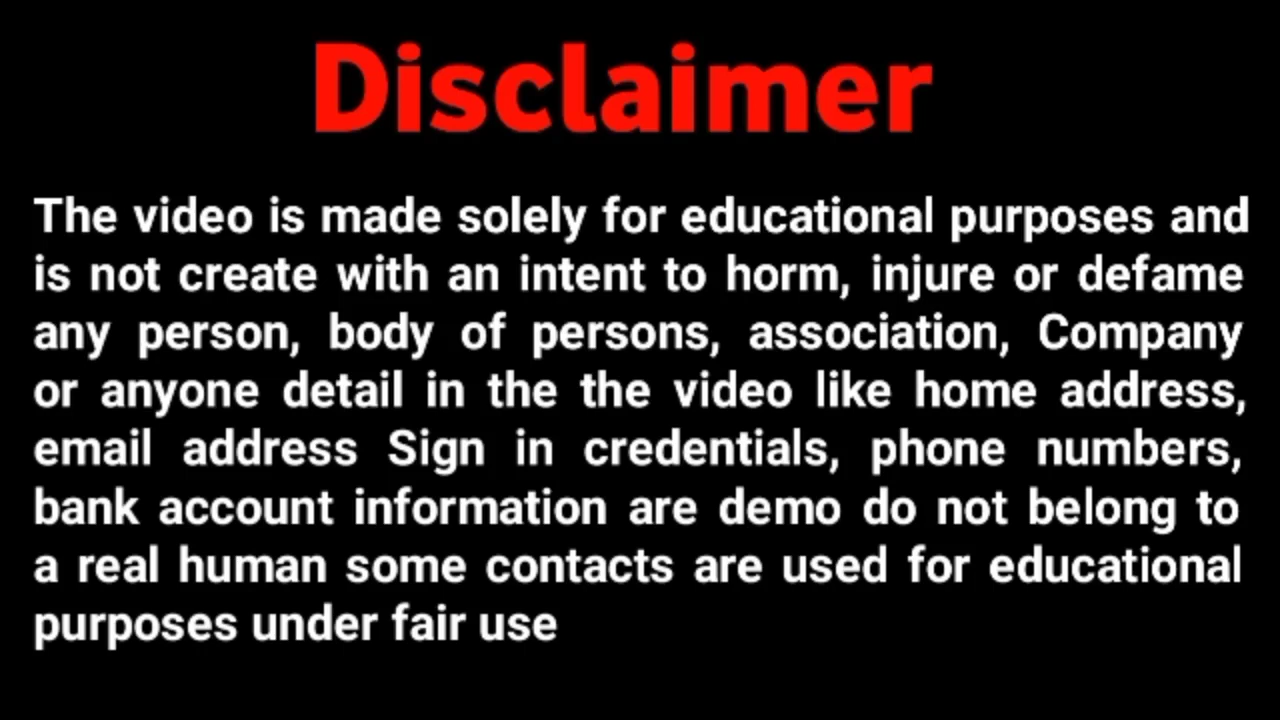 Disclaimer
The video is made solely for educational purposes and
is not create with an intent to horm, injure or defame
any person, body of persons, association, Company
or anyone detail in the the video like home address,
email address Sign in credentials, phone numbers,
bank account information are demo do not belong to
a real human some contacts are used for educational
purposes under fair use